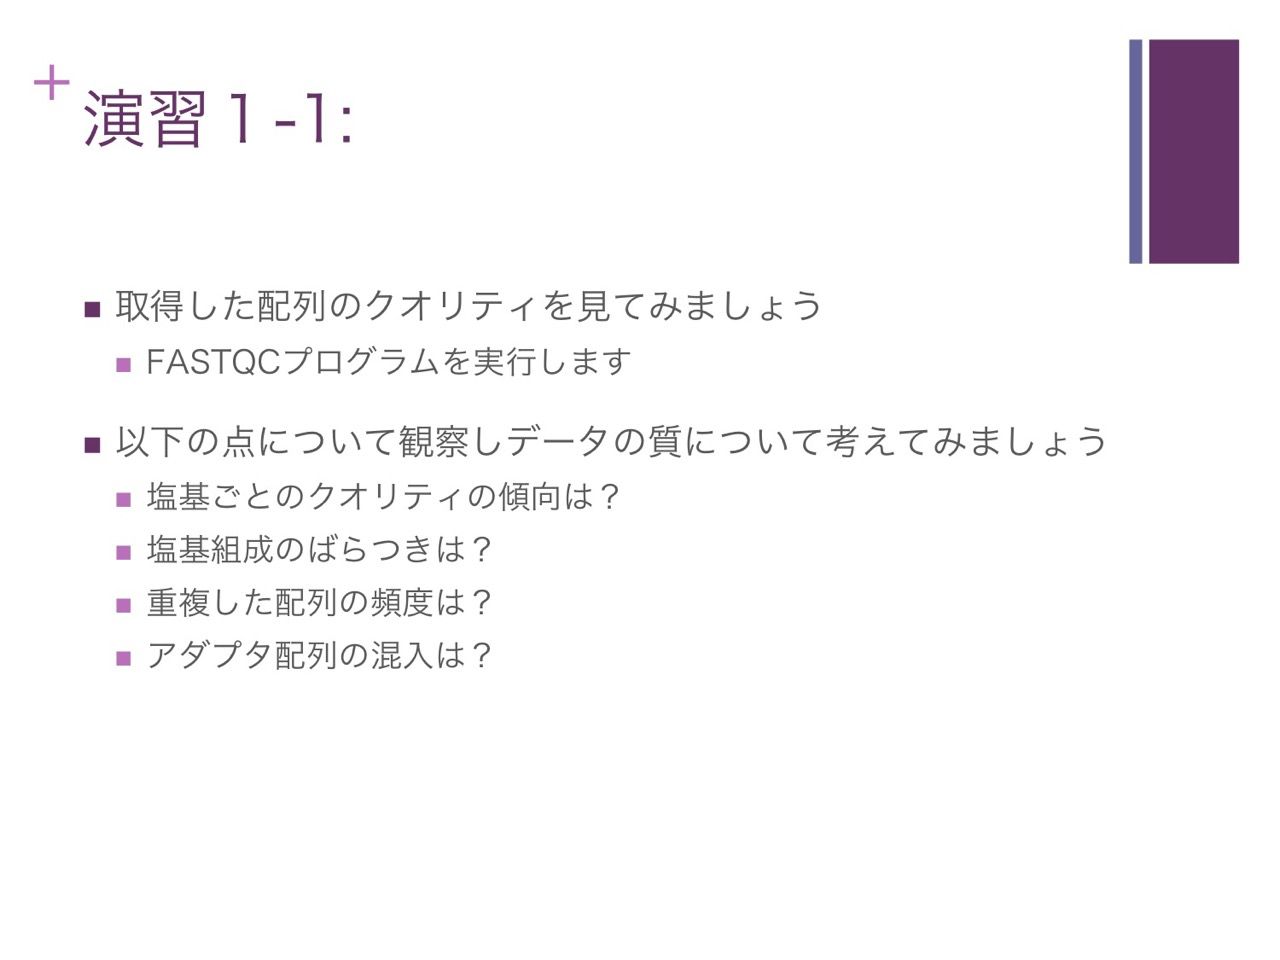 演習１-1:
取得した配列のクオリティを見てみましょう
FASTQCプログラムを実行します
以下の点について観察しデータの質について考えてみましょう
塩基ごとのクオリティの傾向は？
塩基組成のばらつきは？
重複した配列の頻度は？
アダプタ配列の混入は？